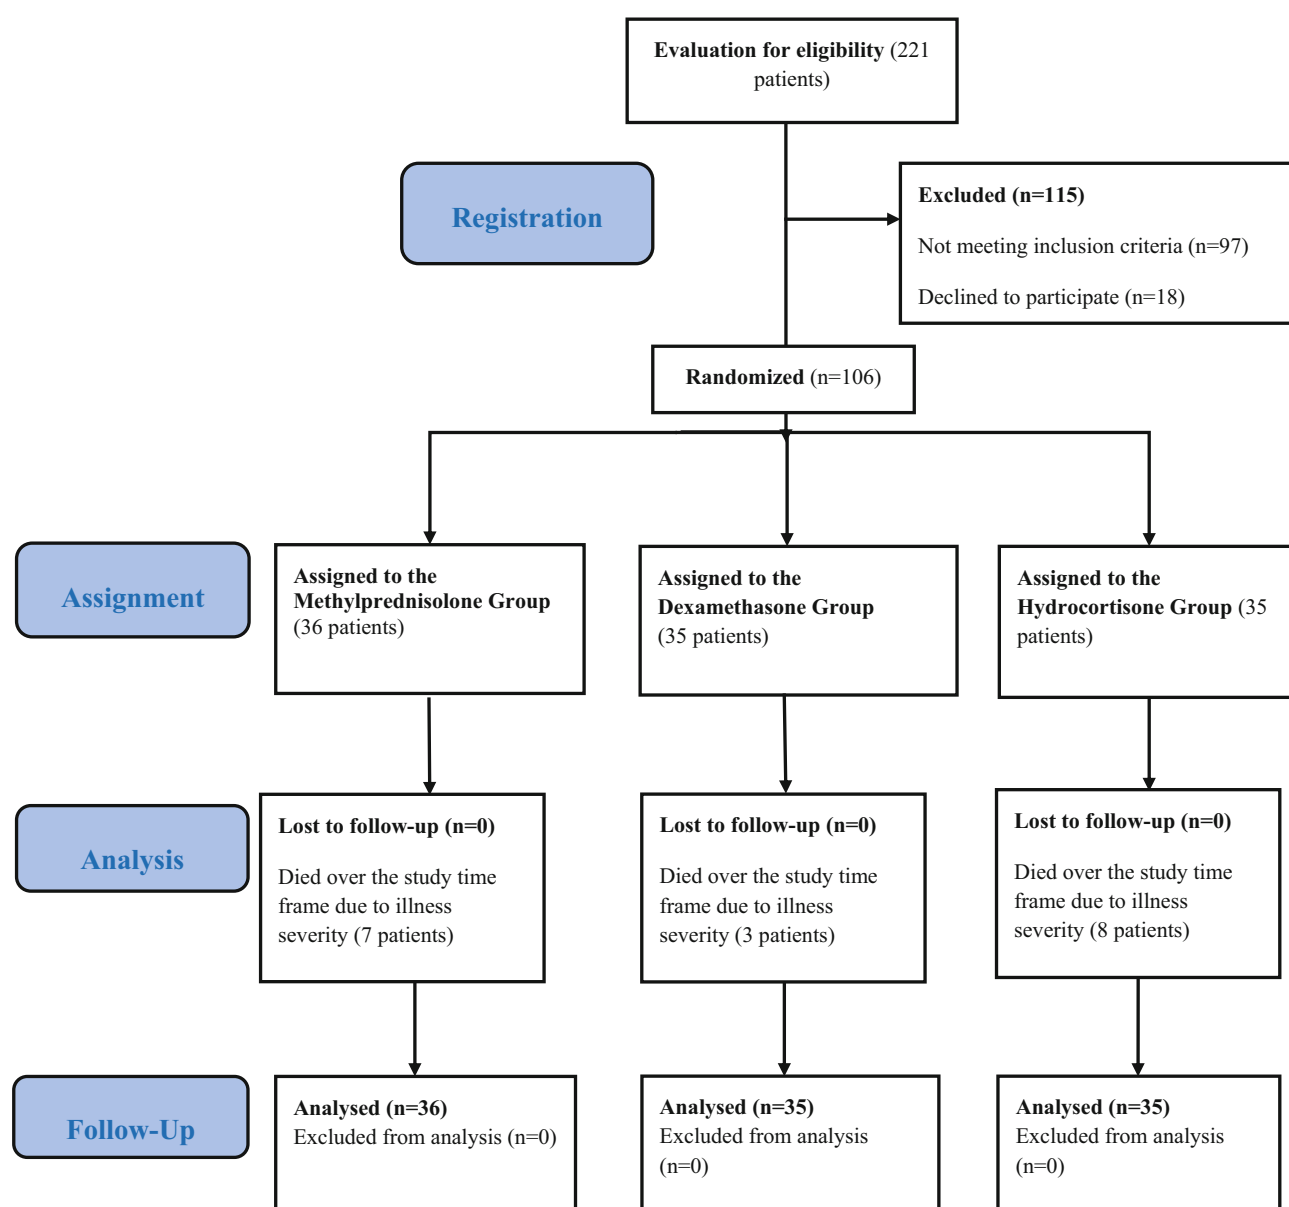 Evaluation for eligibility (221
patients)
Registration
Excluded (n=115)
Not meeting inclusion criteria (n=97)
Declined to participate (n=18)
Randomized (n=106)
Assignment
Assigned to the
Methylprednisolone Group
(36 patients)
Assigned to the
Dexamethasone Group
(35 patients)
Assigned to the
Hydrocortisone Group (35
patients)
Analysis
Lost to follow-up (n=0)
Died over the study time
frame due to illness
severity (7 patients)
Lost to follow-up (n=0)
Died over the study time
frame due to illness
severity (3 patients)
Lost to follow-up (n=0)
Died over the study time
frame due to illness
severity (8 patients)
Follow-Up
Analysed (n=36)
Excluded from analysis (n=0)
Analysed (n=35)
Excluded from analysis
(n=0)
Analysed (n=35)
Excluded from analysis
(n=0)